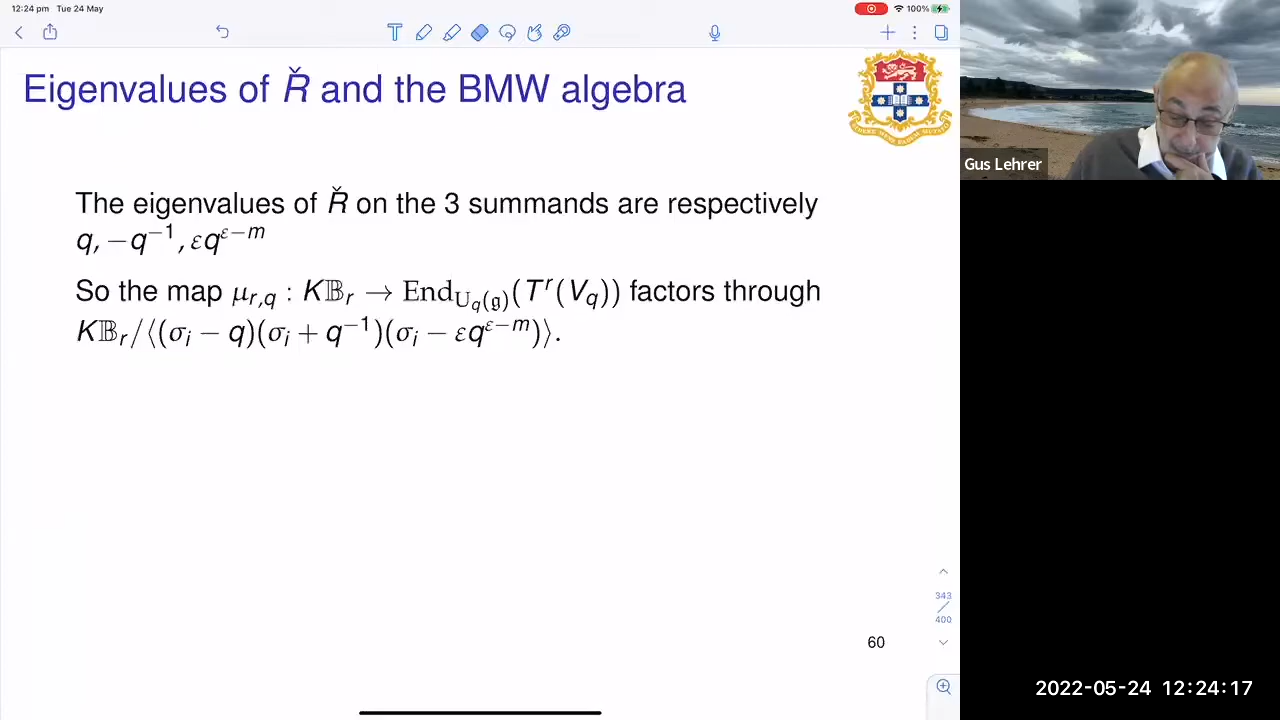 12:24 pm Tue 24 May
100%
Eigenvalues of Ř and the BMW algebra
Gus Lehrer
The eigenvalues of Ř on the 3 summands are respectively
q, −q⁻¹, εq^{ε−m}
So the map μ_{r,q} : K𝔹_r → End_{U_q(𝔤)}(T^r(V_q)) factors through
K𝔹_r/⟨(σ_i − q)(σ_i + q⁻¹)(σ_i − εq^{ε−m})⟩.
343
/
400
60
2022-05-24 12:24:17